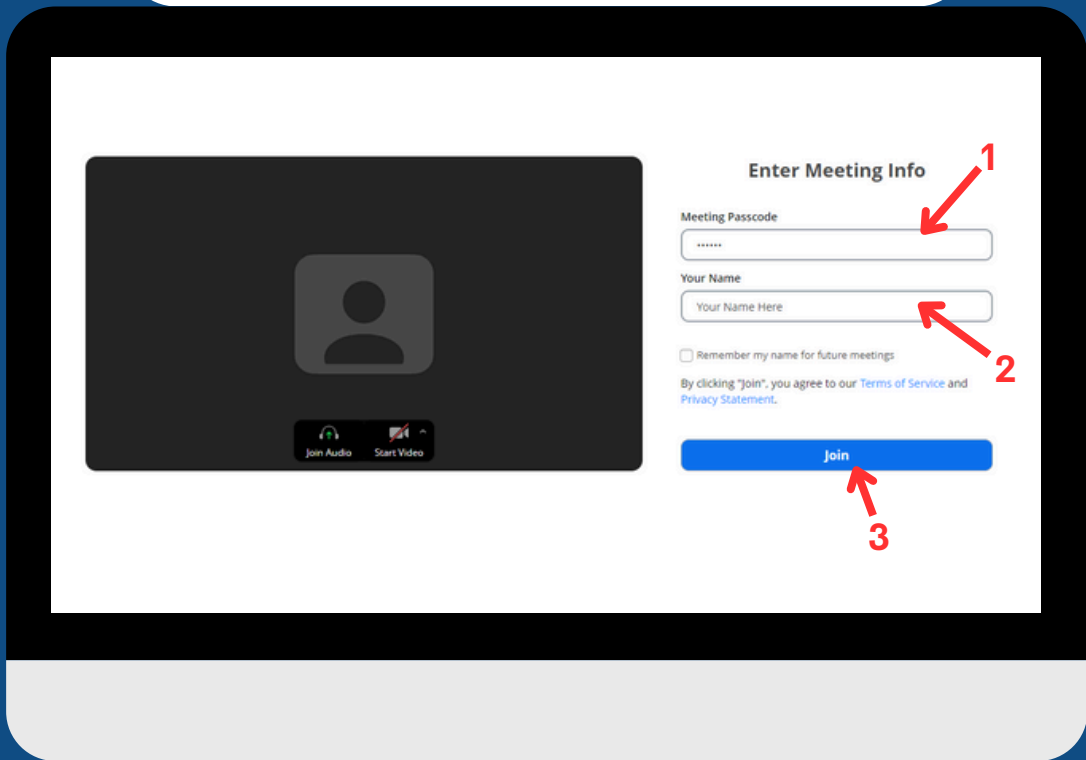 Enter Meeting Info
1
Meeting Passcode
••••••
Your Name
Your Name Here
2
Remember my name for future meetings
By clicking "Join", you agree to our Terms of Service and
Privacy Statement.
Join Audio
Start Video
Join
3